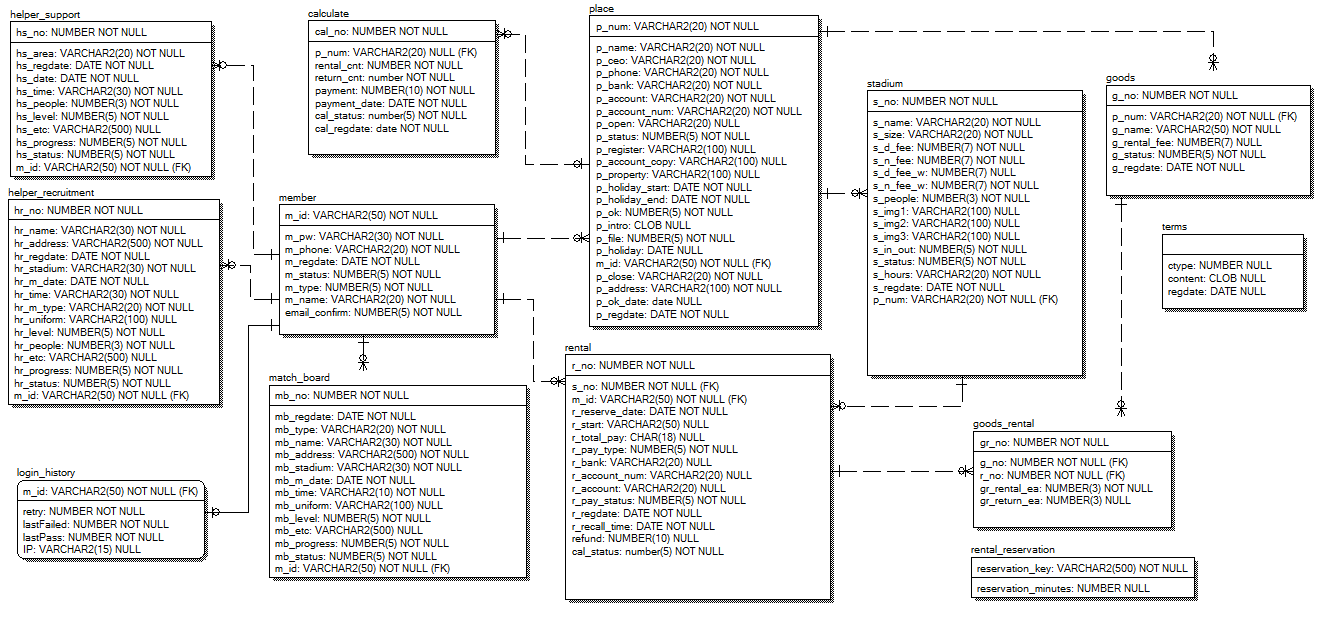 helper_support
hs_no: NUMBER NOT NULL
hs_area: VARCHAR2(20) NOT NULL
hs_regdate: DATE NOT NULL
hs_date: DATE NOT NULL
hs_time: VARCHAR2(30) NOT NULL
hs_people: NUMBER(3) NOT NULL
hs_level: NUMBER(5) NOT NULL
hs_etc: VARCHAR2(500) NULL
hs_progress: NUMBER(5) NOT NULL
hs_status: NUMBER(5) NOT NULL
m_id: VARCHAR2(50) NOT NULL (FK)
helper_recruitment
hr_no: NUMBER NOT NULL
hr_name: VARCHAR2(30) NOT NULL
hr_address: VARCHAR2(500) NOT NULL
hr_regdate: DATE NOT NULL
hr_stadium: VARCHAR2(30) NOT NULL
hr_m_date: DATE NOT NULL
hr_time: VARCHAR2(30) NOT NULL
hr_m_type: VARCHAR2(20) NOT NULL
hr_uniform: VARCHAR2(100) NULL
hr_level: NUMBER(5) NOT NULL
hr_people: NUMBER(3) NOT NULL
hr_etc: VARCHAR2(500) NULL
hr_progress: NUMBER(5) NOT NULL
hr_status: NUMBER(5) NOT NULL
m_id: VARCHAR2(50) NOT NULL (FK)
login_history
m_id: VARCHAR2(50) NOT NULL (FK)
retry: NUMBER NOT NULL
lastFailed: NUMBER NOT NULL
lastPass: NUMBER NOT NULL
IP: VARCHAR2(15) NULL
calculate
cal_no: NUMBER NOT NULL
p_num: VARCHAR2(20) NULL (FK)
rental_cnt: NUMBER NOT NULL
return_cnt: number NOT NULL
payment: NUMBER(10) NOT NULL
payment_date: DATE NOT NULL
cal_status: number(5) NOT NULL
cal_regdate: date NOT NULL
member
m_id: VARCHAR2(50) NOT NULL
m_pw: VARCHAR2(30) NOT NULL
m_phone: VARCHAR2(20) NOT NULL
m_regdate: DATE NOT NULL
m_status: NUMBER(5) NOT NULL
m_type: NUMBER(5) NOT NULL
m_name: VARCHAR2(20) NOT NULL
email_confirm: NUMBER(5) NOT NULL
match_board
mb_no: NUMBER NOT NULL
mb_regdate: DATE NOT NULL
mb_type: VARCHAR2(20) NOT NULL
mb_name: VARCHAR2(30) NOT NULL
mb_address: VARCHAR2(500) NOT NULL
mb_stadium: VARCHAR2(30) NOT NULL
mb_m_date: DATE NOT NULL
mb_time: VARCHAR2(10) NOT NULL
mb_uniform: VARCHAR2(100) NULL
mb_level: NUMBER(5) NOT NULL
mb_etc: VARCHAR2(500) NULL
mb_progress: NUMBER(5) NOT NULL
mb_status: NUMBER(5) NOT NULL
m_id: VARCHAR2(50) NOT NULL (FK)
place
p_num: VARCHAR2(20) NOT NULL
p_name: VARCHAR2(20) NOT NULL
p_ceo: VARCHAR2(20) NOT NULL
p_phone: VARCHAR2(20) NOT NULL
p_bank: VARCHAR2(20) NOT NULL
p_account: VARCHAR2(20) NOT NULL
p_account_num: VARCHAR2(20) NOT NULL
p_open: VARCHAR2(20) NULL
p_status: NUMBER(5) NOT NULL
p_register: VARCHAR2(100) NULL
p_account_copy: VARCHAR2(100) NULL
p_property: VARCHAR2(100) NULL
p_holiday_start: DATE NOT NULL
p_holiday_end: DATE NOT NULL
p_ok: NUMBER(5) NOT NULL
p_intro: CLOB NULL
p_file: NUMBER(5) NOT NULL
p_holiday: DATE NULL
m_id: VARCHAR2(50) NOT NULL (FK)
p_close: VARCHAR2(20) NULL
p_address: VARCHAR2(100) NOT NULL
p_ok_date: date NULL
p_regdate: DATE NOT NULL
rental
r_no: NUMBER NOT NULL
s_no: NUMBER NOT NULL (FK)
m_id: VARCHAR2(50) NOT NULL (FK)
r_reserve_date: DATE NOT NULL
r_start: VARCHAR2(50) NULL
r_total_pay: CHAR(18) NULL
r_pay_type: NUMBER(5) NOT NULL
r_bank: VARCHAR2(20) NULL
r_account_num: VARCHAR2(20) NULL
r_account: VARCHAR2(20) NULL
r_pay_status: NUMBER(5) NOT NULL
r_regdate: DATE NOT NULL
r_recall_time: DATE NOT NULL
refund: NUMBER(10) NULL
cal_status: number(5) NOT NULL
stadium
s_no: NUMBER NOT NULL
s_name: VARCHAR2(20) NOT NULL
s_size: VARCHAR2(20) NOT NULL
s_d_fee: NUMBER(7) NOT NULL
s_n_fee: NUMBER(7) NOT NULL
s_d_fee_w: NUMBER(7) NULL
s_n_fee_w: NUMBER(7) NOT NULL
s_people: NUMBER(3) NOT NULL
s_img1: VARCHAR2(100) NULL
s_img2: VARCHAR2(100) NULL
s_img3: VARCHAR2(100) NULL
s_in_out: NUMBER(5) NOT NULL
s_status: NUMBER(5) NOT NULL
s_hours: VARCHAR2(20) NOT NULL
s_regdate: DATE NOT NULL
p_num: VARCHAR2(20) NOT NULL (FK)
goods
g_no: NUMBER NOT NULL
p_num: VARCHAR2(20) NOT NULL (FK)
g_name: VARCHAR2(50) NOT NULL
g_rental_fee: NUMBER(7) NULL
g_status: NUMBER(5) NOT NULL
g_regdate: DATE NOT NULL
terms
ctype: NUMBER NULL
content: CLOB NULL
regdate: DATE NULL
goods_rental
gr_no: NUMBER NOT NULL
g_no: NUMBER NOT NULL (FK)
r_no: NUMBER NOT NULL (FK)
gr_rental_ea: NUMBER(3) NOT NULL
gr_return_ea: NUMBER(3) NULL
rental_reservation
reservation_key: VARCHAR2(500) NOT NULL
reservation_minutes: NUMBER NULL